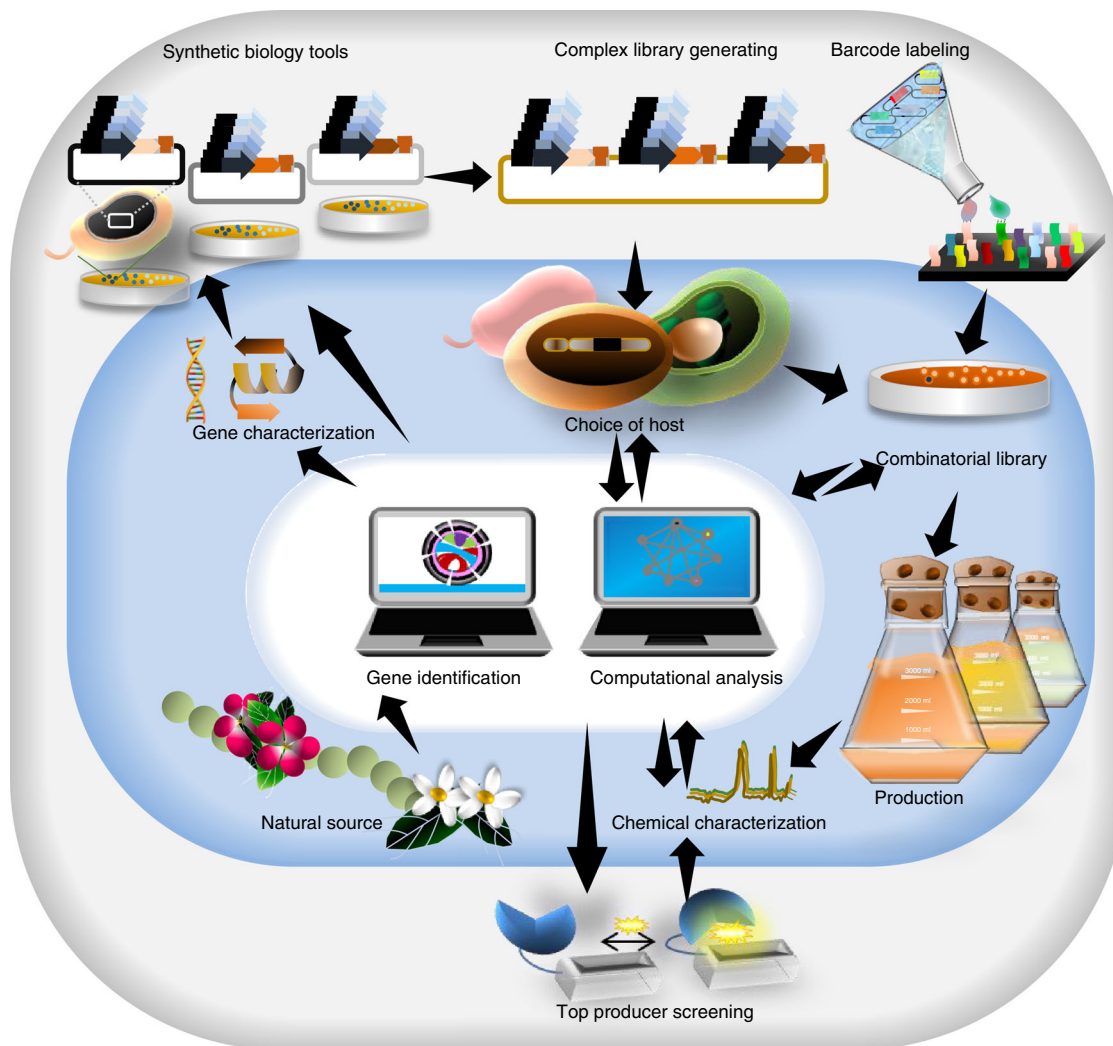 Synthetic biology tools
Complex library generating
Barcode labeling
Gene characterization
Choice of host
Combinatorial library
Gene identification
Computational analysis
3000 ml
2000 ml
1000 ml
Production
Natural source
Chemical characterization
Top producer screening